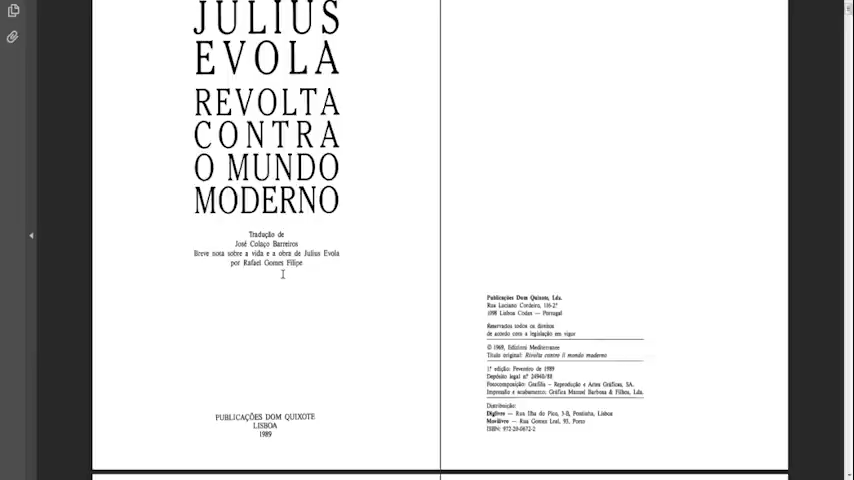 JULIUS
EVOLA
REVOLTA
CONTRA
O MUNDO
MODERNO
Tradução de
José Colaço Barreiros
Breve nota sobre a vida e a obra de Julius Evola
por Rafael Gomes Filipe
PUBLICAÇÕES DOM QUIXOTE
LISBOA
1989
Publicações Dom Quixote, Lda.
Rua Luciano Cordeiro, 116-2º
1098 Lisboa Codex — Portugal
Reservados todos os direitos
de acordo com a legislação em vigor
© 1969, Edizioni Mediterranee
Título original: Rivolta contro il mondo moderno
1ª edição: Fevereiro de 1989
Depósito legal nº 24940/88
Fotocomposição: Grafilis – Reprodução e Artes Gráficas, SA.
Impressão e acabamento: Gráfica Manuel Barbosa & Filhos, Lda.
Distribuição:
Diglivro — Rua Ilha do Pico, 3-B, Pontinha, Lisboa
Movilivro — Rua Gomes Leal, 93, Porto
ISBN: 972-20-0672-2